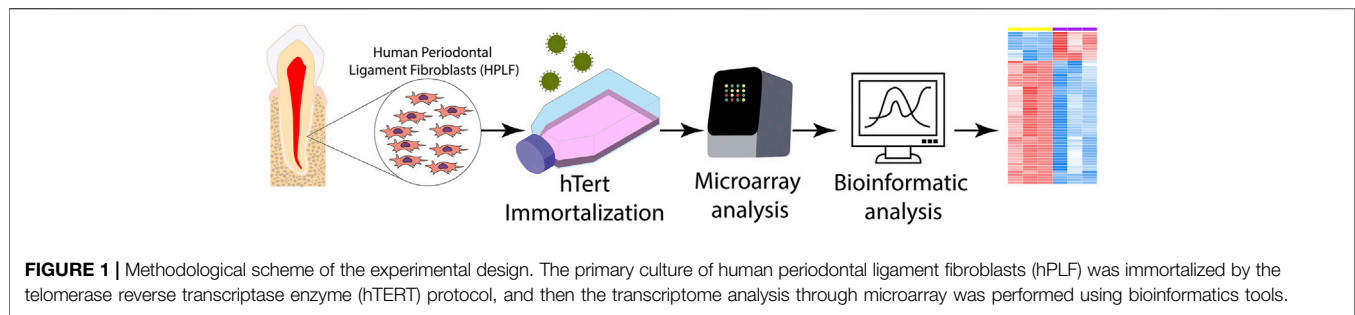 Human Periodontal
Ligament Fibroblasts (HPLF)
hTert
Immortalization
Microarray
analysis
Bioinformatic
analysis
FIGURE 1 | Methodological scheme of the experimental design. The primary culture of human periodontal ligament fibroblasts (hPLF) was immortalized by the
telomerase reverse transcriptase enzyme (hTERT) protocol, and then the transcriptome analysis through microarray was performed using bioinformatics tools.